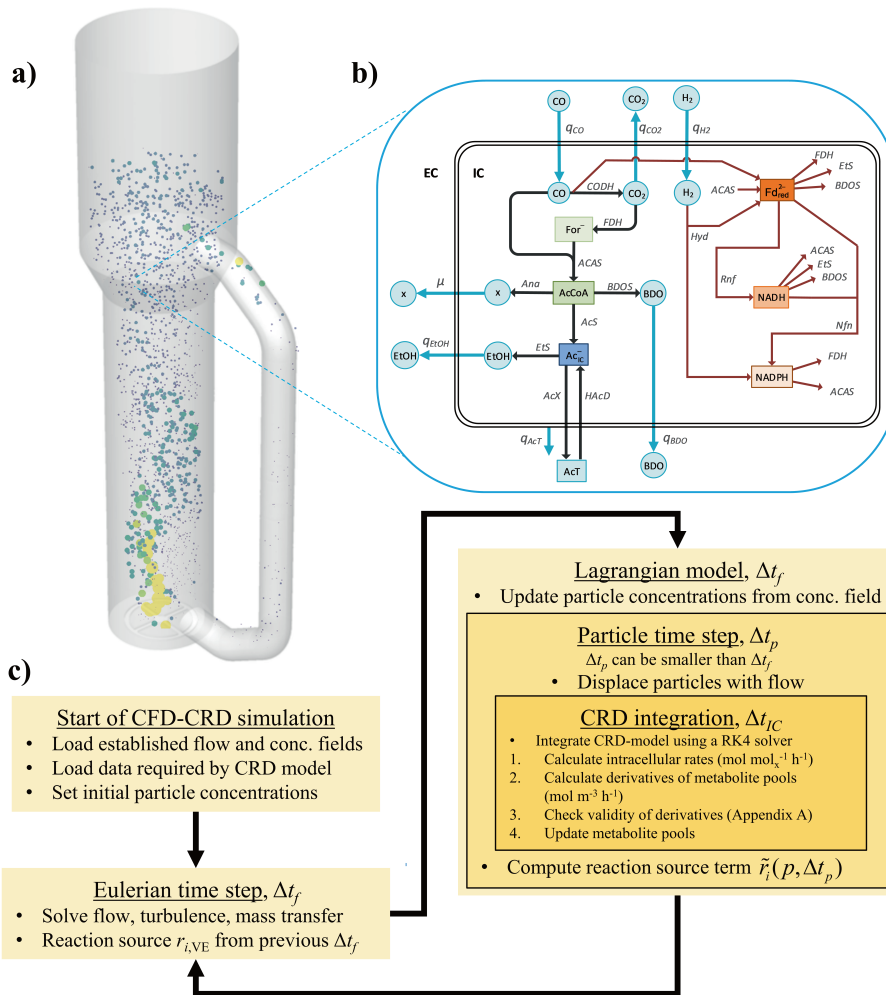 a)
b)
CO
CO2
H2
qCO
qCO2
qH2
EC
IC
CO
CODH
CO2
H2
ACAS
Fd2-red
FDH
EtS
BDOS
For-
FDH
Hyd
ACAS
Rnf
ACAS
EtS
BDOS
x
μ
x
Ana
AcCoA
BDOS
BDO
NADH
AcS
Nfn
EtOH
qEtOH
EtOH
EtS
Ac-IC
NADPH
FDH
ACAS
AcX
HAcD
qAcT
qBDO
AcT
BDO
c)
Start of CFD-CRD simulation
• Load established flow and conc. fields
• Load data required by CRD model
• Set initial particle concentrations
Eulerian time step, Δtf
• Solve flow, turbulence, mass transfer
• Reaction source ri,VE from previous Δtf
Lagrangian model, Δtf
• Update particle concentrations from conc. field
Particle time step, Δtp
Δtp can be smaller than Δtf
• Displace particles with flow
CRD integration, ΔtIC
• Integrate CRD-model using a RK4 solver
1. Calculate intracellular rates (mol molx-1 h-1)
2. Calculate derivatives of metabolite pools
(mol m-3 h-1)
3. Check validity of derivatives (Appendix A)
4. Update metabolite pools
• Compute reaction source term r̃i(p, Δtp)